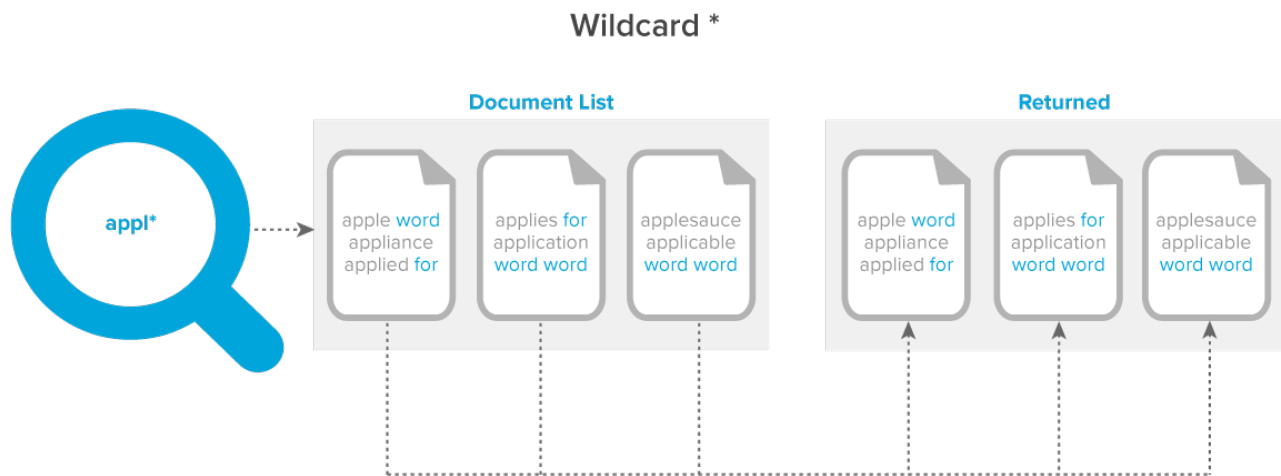 Wildcard *
Document List
Returned
appl*
apple word
appliance
applied for
applies for
application
word word
applesauce
applicable
word word
apple word
appliance
applied for
applies for
application
word word
applesauce
applicable
word word